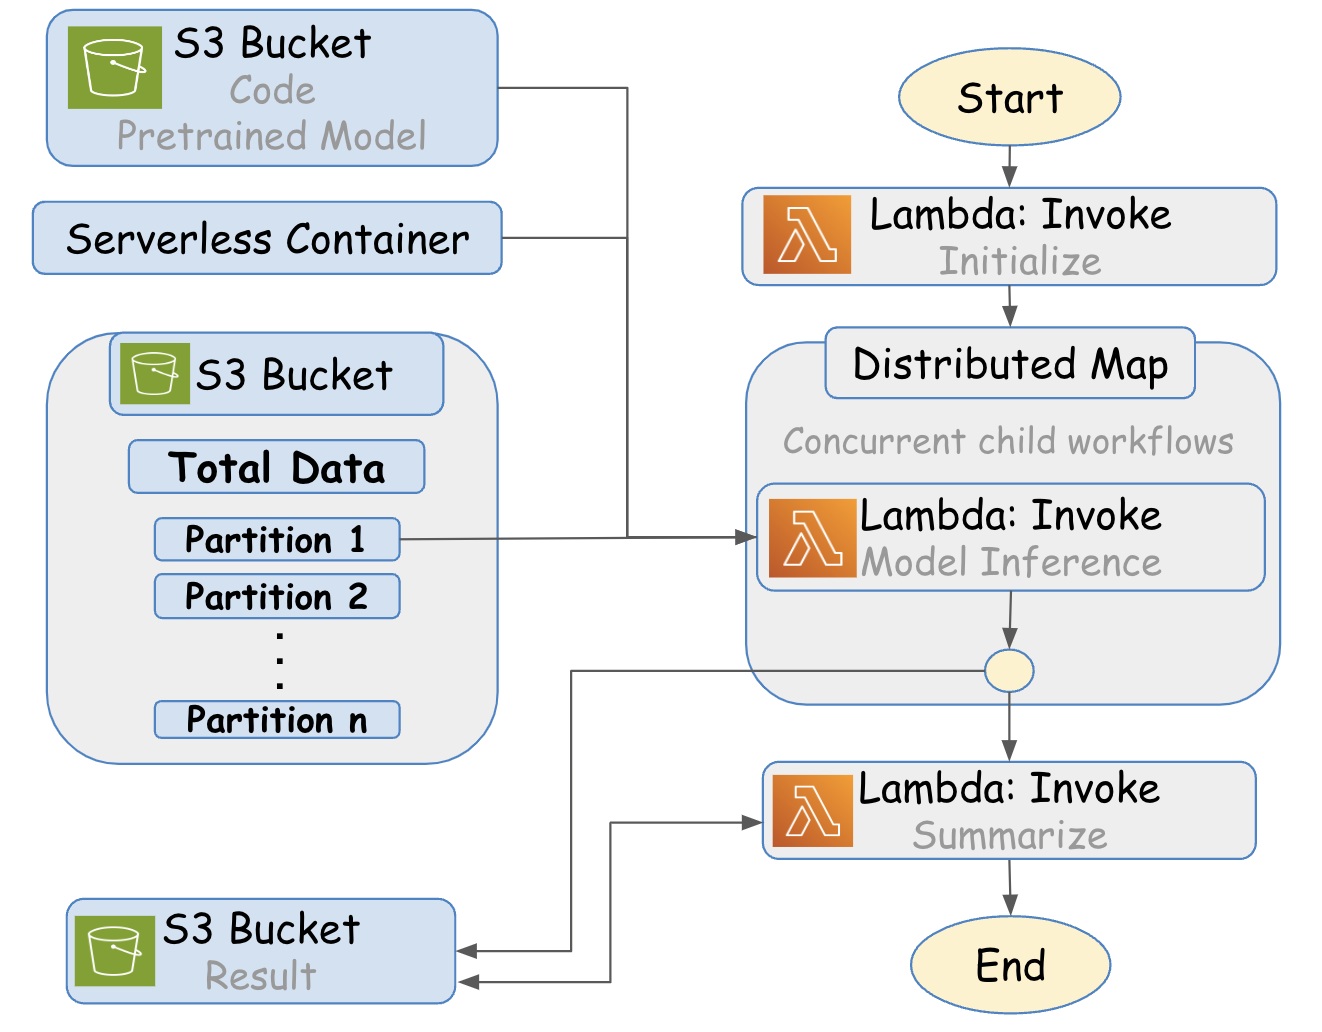 S3 Bucket
Code
Pretrained Model
Serverless Container
S3 Bucket
Total Data
Partition 1
Partition 2
Partition n
S3 Bucket
Result
Start
Lambda: Invoke
Initialize
Distributed Map
Concurrent child workflows
Lambda: Invoke
Model Inference
Lambda: Invoke
Summarize
End